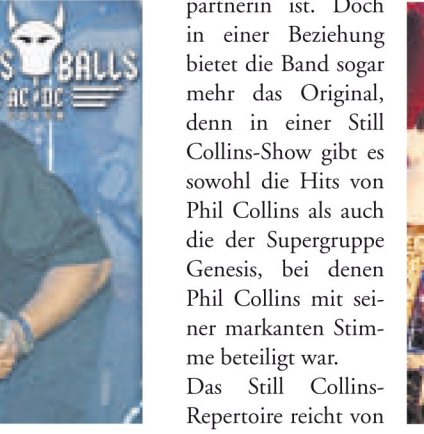 S BALLS
AC/DC
partnerin ist. Doch
in einer Beziehung
bietet die Band sogar
mehr das Original,
denn in einer Still
Collins-Show gibt es
sowohl die Hits von
Phil Collins als auch
die der Supergruppe
Genesis, bei denen
Phil Collins mit sei-
ner markanten Stim-
me beteiligt war.
Das Still Collins-
Repertoire reicht von